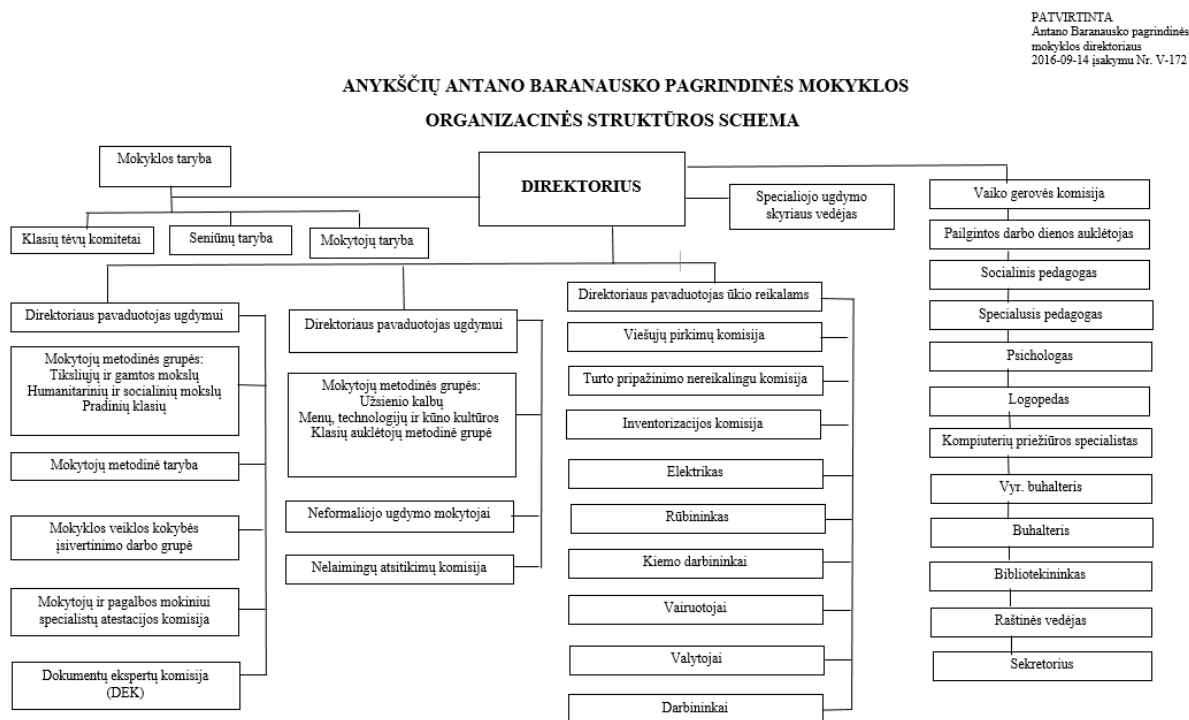 PATVIRTINTA
Antano Baranausko pagrindinės
mokyklos direktoriaus
2016-09-14 įsakymu Nr. V-172
ANYKŠČIŲ ANTANO BARANAUSKO PAGRINDINĖS MOKYKLOS
ORGANIZACINĖS STRUKTŪROS SCHEMA
Mokyklos taryba
DIREKTORIUS
Specialiojo ugdymo
skyriaus vedėjas
Klasių tėvų komitetai
Seniūnų taryba
Mokytojų taryba
Direktoriaus pavaduotojas ugdymui
Mokytojų metodinės grupės:
Tiksliųjų ir gamtos mokslų
Humanitarinių ir socialinių mokslų
Pradinių klasių
Mokytojų metodinė taryba
Mokyklos veiklos kokybės
įsivertinimo darbo grupė
Mokytojų ir pagalbos mokiniui
specialistų atestacijos komisija
Dokumentų ekspertų komisija
(DEK)
Direktoriaus pavaduotojas ugdymui
Mokytojų metodinės grupės:
Užsienio kalbų
Menų, technologijų ir kūno kultūros
Klasių auklėtojų metodinė grupė
Neformaliojo ugdymo mokytojai
Nelaimingų atsitikimų komisija
Direktoriaus pavaduotojas ūkio reikalams
Viešųjų pirkimų komisija
Turto pripažinimo nereikalingu komisija
Inventorizacijos komisija
Elektrikas
Rūbininkas
Kiemo darbininkai
Vairuotojai
Valytojai
Darbininkai
Vaiko gerovės komisija
Pailgintos darbo dienos auklėtojas
Socialinis pedagogas
Specialusis pedagogas
Psichologas
Logopedas
Kompiuterių priežiūros specialistas
Vyr. buhalteris
Buhalteris
Bibliotekininkas
Raštinės vedėjas
Sekretorius